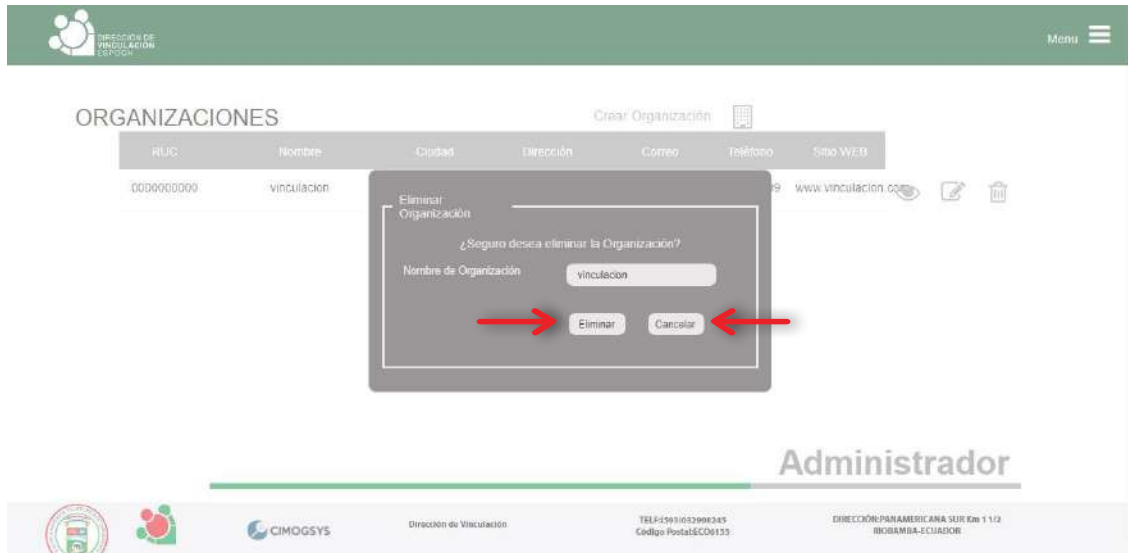 DIRECCIÓN DE
VINCULACIÓN
ESPOCH
Menu
ORGANIZACIONES
Crear Organización
RUC Nombre Ciudad Dirección Correo Teléfono Sitio WEB
0000000000 vinculacion www.vinculacion.com
Eliminar
Organización
¿Seguro desea eliminar la Organización?
Nombre de Organización vinculacion
Eliminar Cancelar
Administrador
CIMOGSYS
Dirección de Vinculación
Código Postal:EC06155
DIRECCIÓN:PANAMERICANA SUR Km 1 1/2
RIOBAMBA-ECUADOR